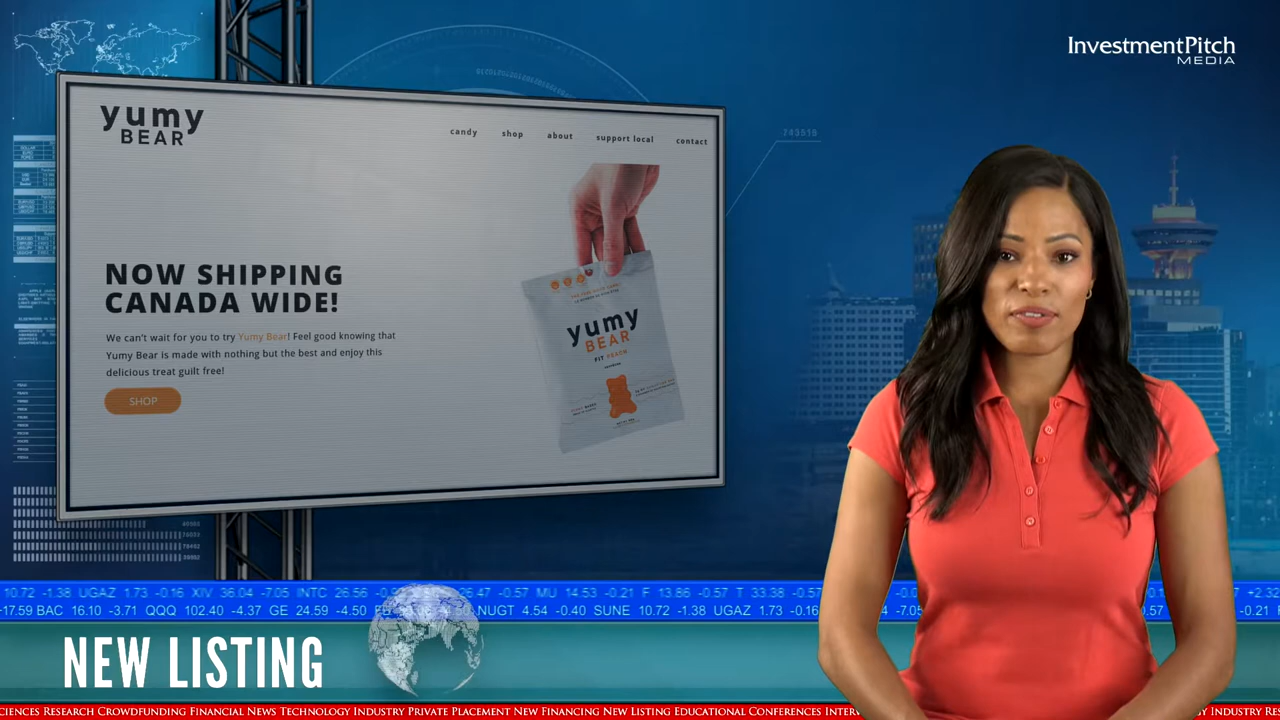 InvestmentPitch
MEDIA
749519
yumy
BEAR
candy shop about support local contact
NOW SHIPPING
CANADA WIDE!
We can't wait for you to try Yumy Bear! Feel good knowing that
Yumy Bear is made with nothing but the best and enjoy this
delicious treat guilt free!
SHOP
yumy
BEAR
FIT PEACH
10.72 -1.38 UGAZ 1.73 -0.16 XIV 36.04 -7.05 INTC 26.56
26.47 -0.57 MU 14.53 -0.21 F 13.86 -0.57 T 33.38
-17.59 BAC 16.10 -3.71 QQQ 102.40 -4.37 GE 24.59 -4.50
NUGT 4.54 -0.40 SUNE 10.72 -1.38 UGAZ 1.73 -0.16
NEW LISTING
CIENCES RESEARCH CROWDFUNDING FINANCIAL NEWS TECHNOLOGY INDUSTRY PRIVATE PLACEMENT NEW FINANCING NEW LISTING EDUCATIONAL CONFERENCES INTERV